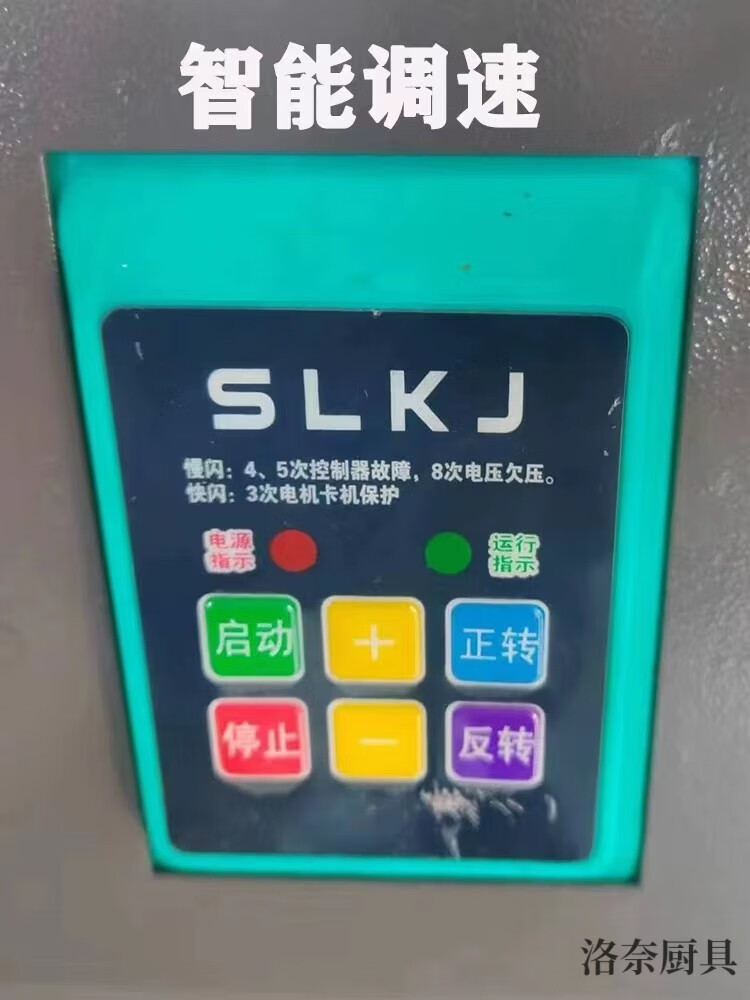 智能调速
SLKJ
慢闪：4、5次控制器故障，8次电压欠压。
快闪：3次电机卡机保护
电源
指示
运行
指示
启动
+
正转
停止
−
反转
洛奈厨具